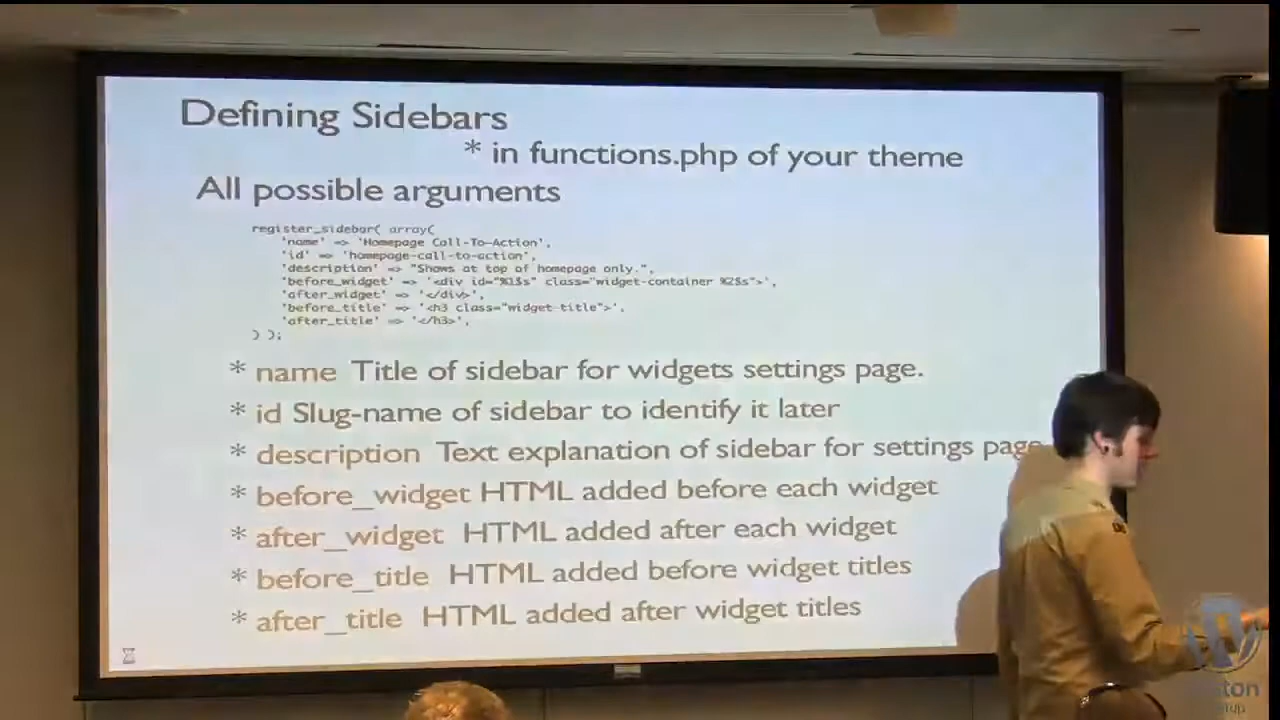 Defining Sidebars
* in functions.php of your theme
All possible arguments
register_sidebar( array(
'name' => 'Homepage Call-To-Action',
'id' => 'homepage-call-to-action',
'description' => "Shows at top of homepage only.",
'before_widget' => '<div id="%1$s" class="widget-container %2$s">',
'after_widget' => '</div>',
'before_title' => '<h3 class="widget-title">',
'after_title' => '</h3>',
) );
* name Title of sidebar for widgets settings page.
* id Slug-name of sidebar to identify it later
* description Text explanation of sidebar for settings page
* before_widget HTML added before each widget
* after_widget HTML added after each widget
* before_title HTML added before widget titles
* after_title HTML added after widget titles